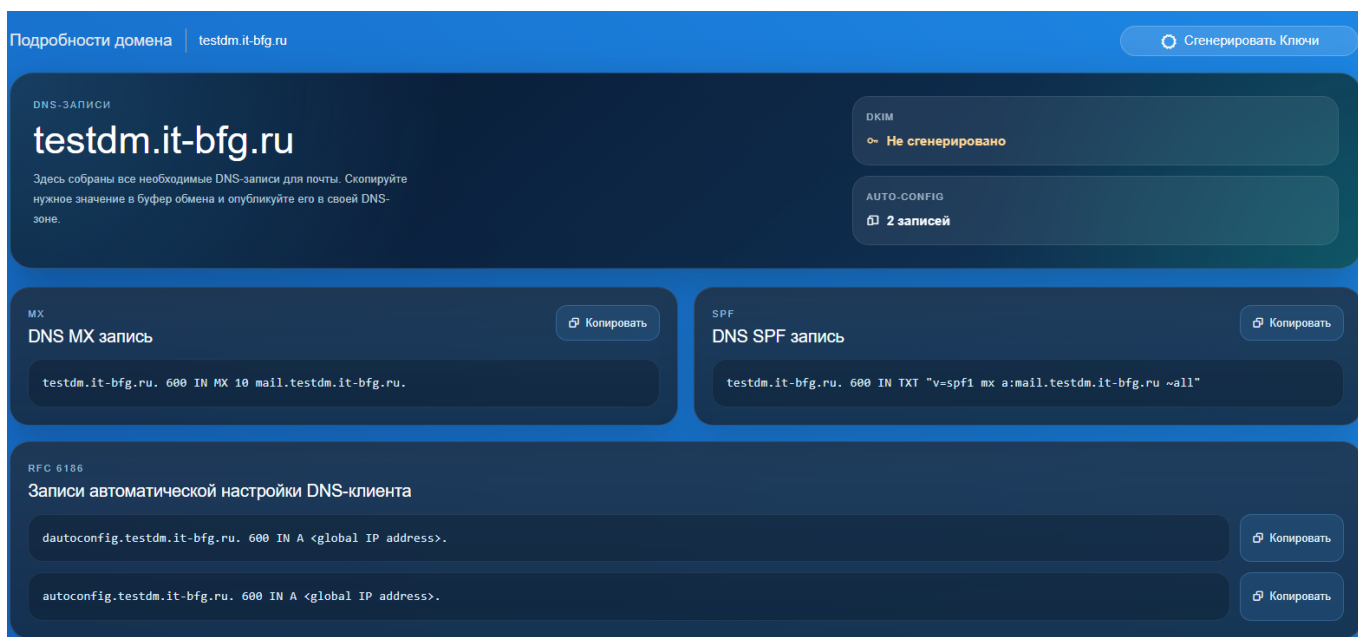 Подробности домена testdm.it-bfg.ru
Сгенерировать Ключи
DNS-ЗАПИСИ
testdm.it-bfg.ru
Здесь собраны все необходимые DNS-записи для почты. Скопируйте
нужное значение в буфер обмена и опубликуйте его в своей DNS-
зоне.
DKIM
Не сгенерировано
AUTO-CONFIG
2 записей
MX
DNS MX запись
Копировать
testdm.it-bfg.ru. 600 IN MX 10 mail.testdm.it-bfg.ru.
SPF
DNS SPF запись
Копировать
testdm.it-bfg.ru. 600 IN TXT "v=spf1 mx a:mail.testdm.it-bfg.ru ~all"
RFC 6186
Записи автоматической настройки DNS-клиента
dautoconfig.testdm.it-bfg.ru. 600 IN A <global IP address>.
Копировать
autoconfig.testdm.it-bfg.ru. 600 IN A <global IP address>.
Копировать